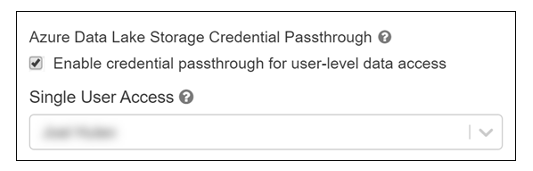 Azure Data Lake Storage Credential Passthrough ?
Enable credential passthrough for user-level data access
Single User Access ?